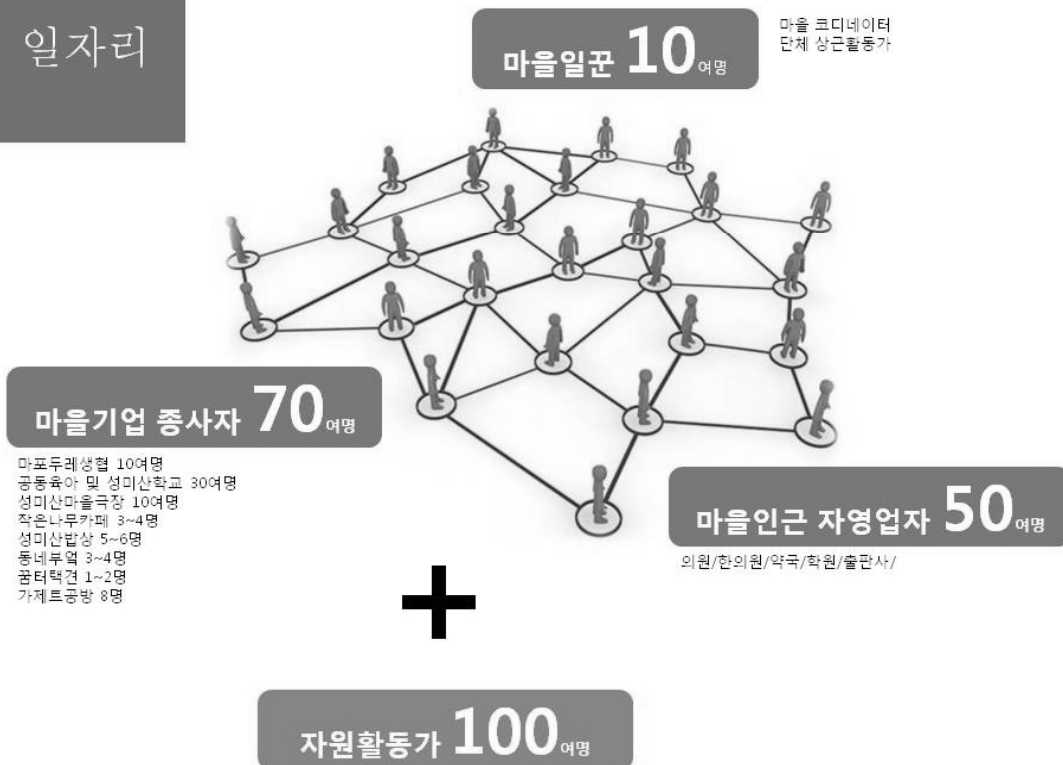 일자리
마을일꾼 10여명
마을 코디네이터
단체 상근활동가
마을기업 종사자 70여명
마포두레생협 10여명
공동육아 및 성미산학교 30여명
성미산마을극장 10여명
작은나무카페 3~4명
성미산밥상 5~6명
동네부엌 3~4명
꿈터택견 1~2명
가제트공방 8명
마을인근 자영업자 50여명
의원/한의원/약국/학원/출판사/
+
자원활동가 100여명